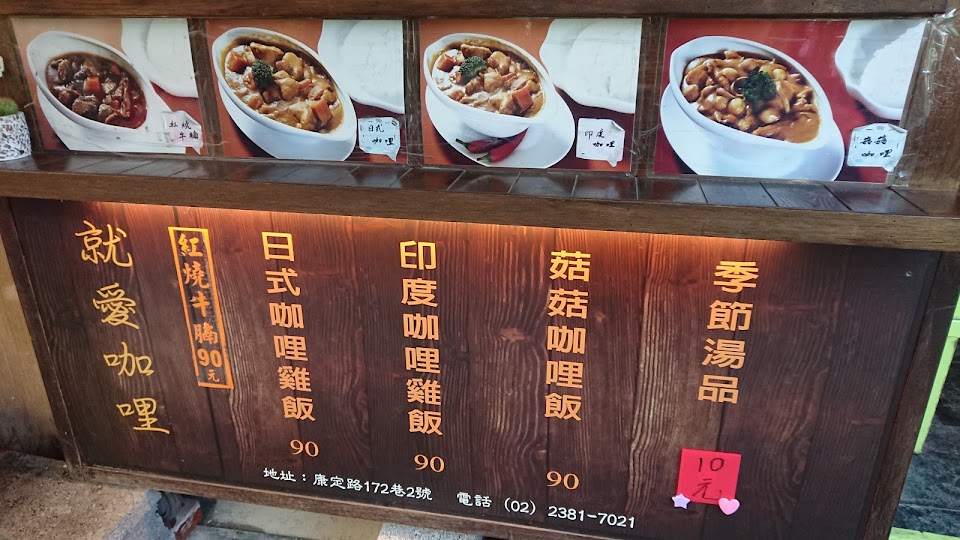 紅燒
牛腩
日式
咖哩
印度
咖哩
菇菇
咖哩
就愛咖哩
紅燒牛腩90元
日式咖哩雞飯
90
印度咖哩雞飯
90
菇菇咖哩飯
90
季節湯品
10
元
地址：康定路172巷2號 電話 (02) 2381-7021